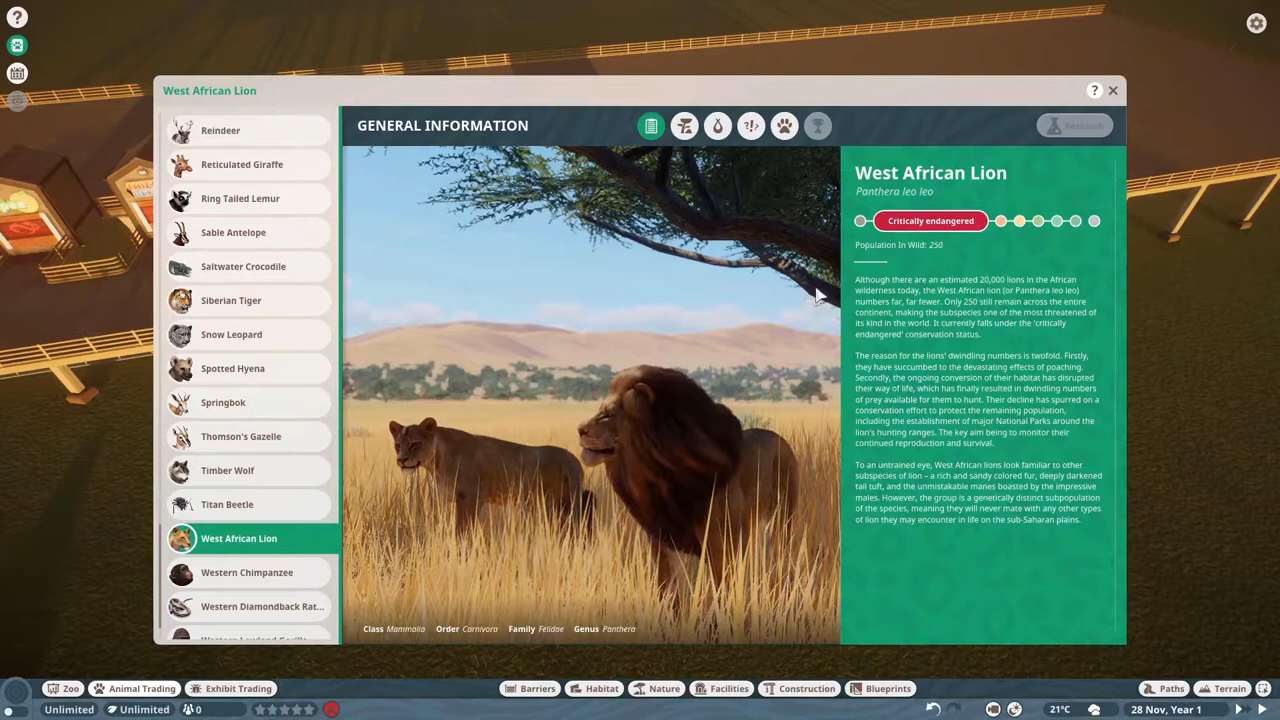 West African Lion
?
GENERAL INFORMATION
?!?
Research
Reindeer
Reticulated Giraffe
Ring Tailed Lemur
Sable Antelope
Saltwater Crocodile
Siberian Tiger
Snow Leopard
Spotted Hyena
Springbok
Thomson's Gazelle
Timber Wolf
Titan Beetle
West African Lion
Western Chimpanzee
Western Diamondback Rat...
Western Lowland Gorilla
Class Mammalia Order Carnivora Family Felidae Genus Panthera
West African Lion
Panthera leo leo
Critically endangered
Population In Wild: 250
Although there are an estimated 20,000 lions in the African
wilderness today, the West African lion (or Panthera leo leo)
numbers far, far fewer. Only 250 still remain across the entire
continent, making the subspecies one of the most threatened of
its kind in the world. It currently falls under the 'critically
endangered' conservation status.
The reason for the lions' dwindling numbers is twofold. Firstly,
they have succumbed to the devastating effects of poaching.
Secondly, the ongoing conversion of their habitat has disrupted
their way of life, which has finally resulted in dwindling numbers
of prey available for them to hunt. Their decline has spurred on a
conservation effort to protect the remaining population,
including the establishment of major National Parks around the
lion's hunting ranges. The key aim being to monitor their
continued reproduction and survival.
To an untrained eye, West African lions look familiar to other
subspecies of lion – a rich and sandy colored fur, deeply darkened
tail tuft, and the unmistakable manes boasted by the impressive
males. However, the group is a genetically distinct subpopulation
of the species, meaning they will never mate with any other types
of lion they may encounter in life on the sub-Saharan plains.
Zoo Animal Trading Exhibit Trading Barriers Habitat Nature Facilities Construction Blueprints Paths Terrain
Unlimited Unlimited 0 21°C 28 Nov, Year 1